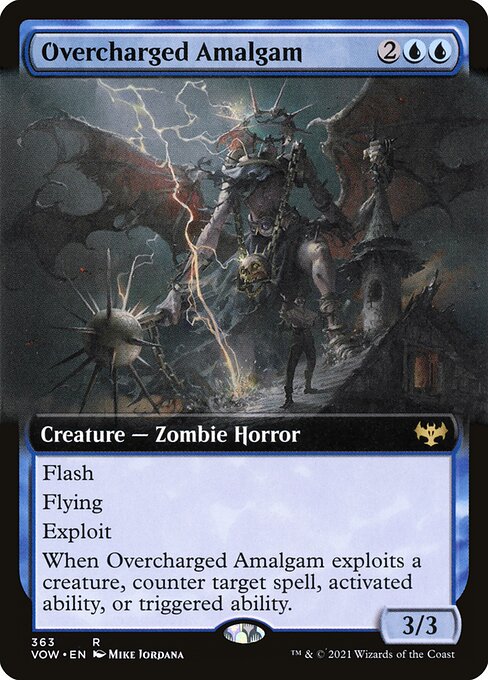 Overcharged Amalgam 2
Creature — Zombie Horror
Flash
Flying
Exploit
When Overcharged Amalgam exploits a
creature, counter target spell, activated
ability, or triggered ability.
3/3
363 R
VOW • EN Mike Jordana ™ & © 2021 Wizards of the Coast